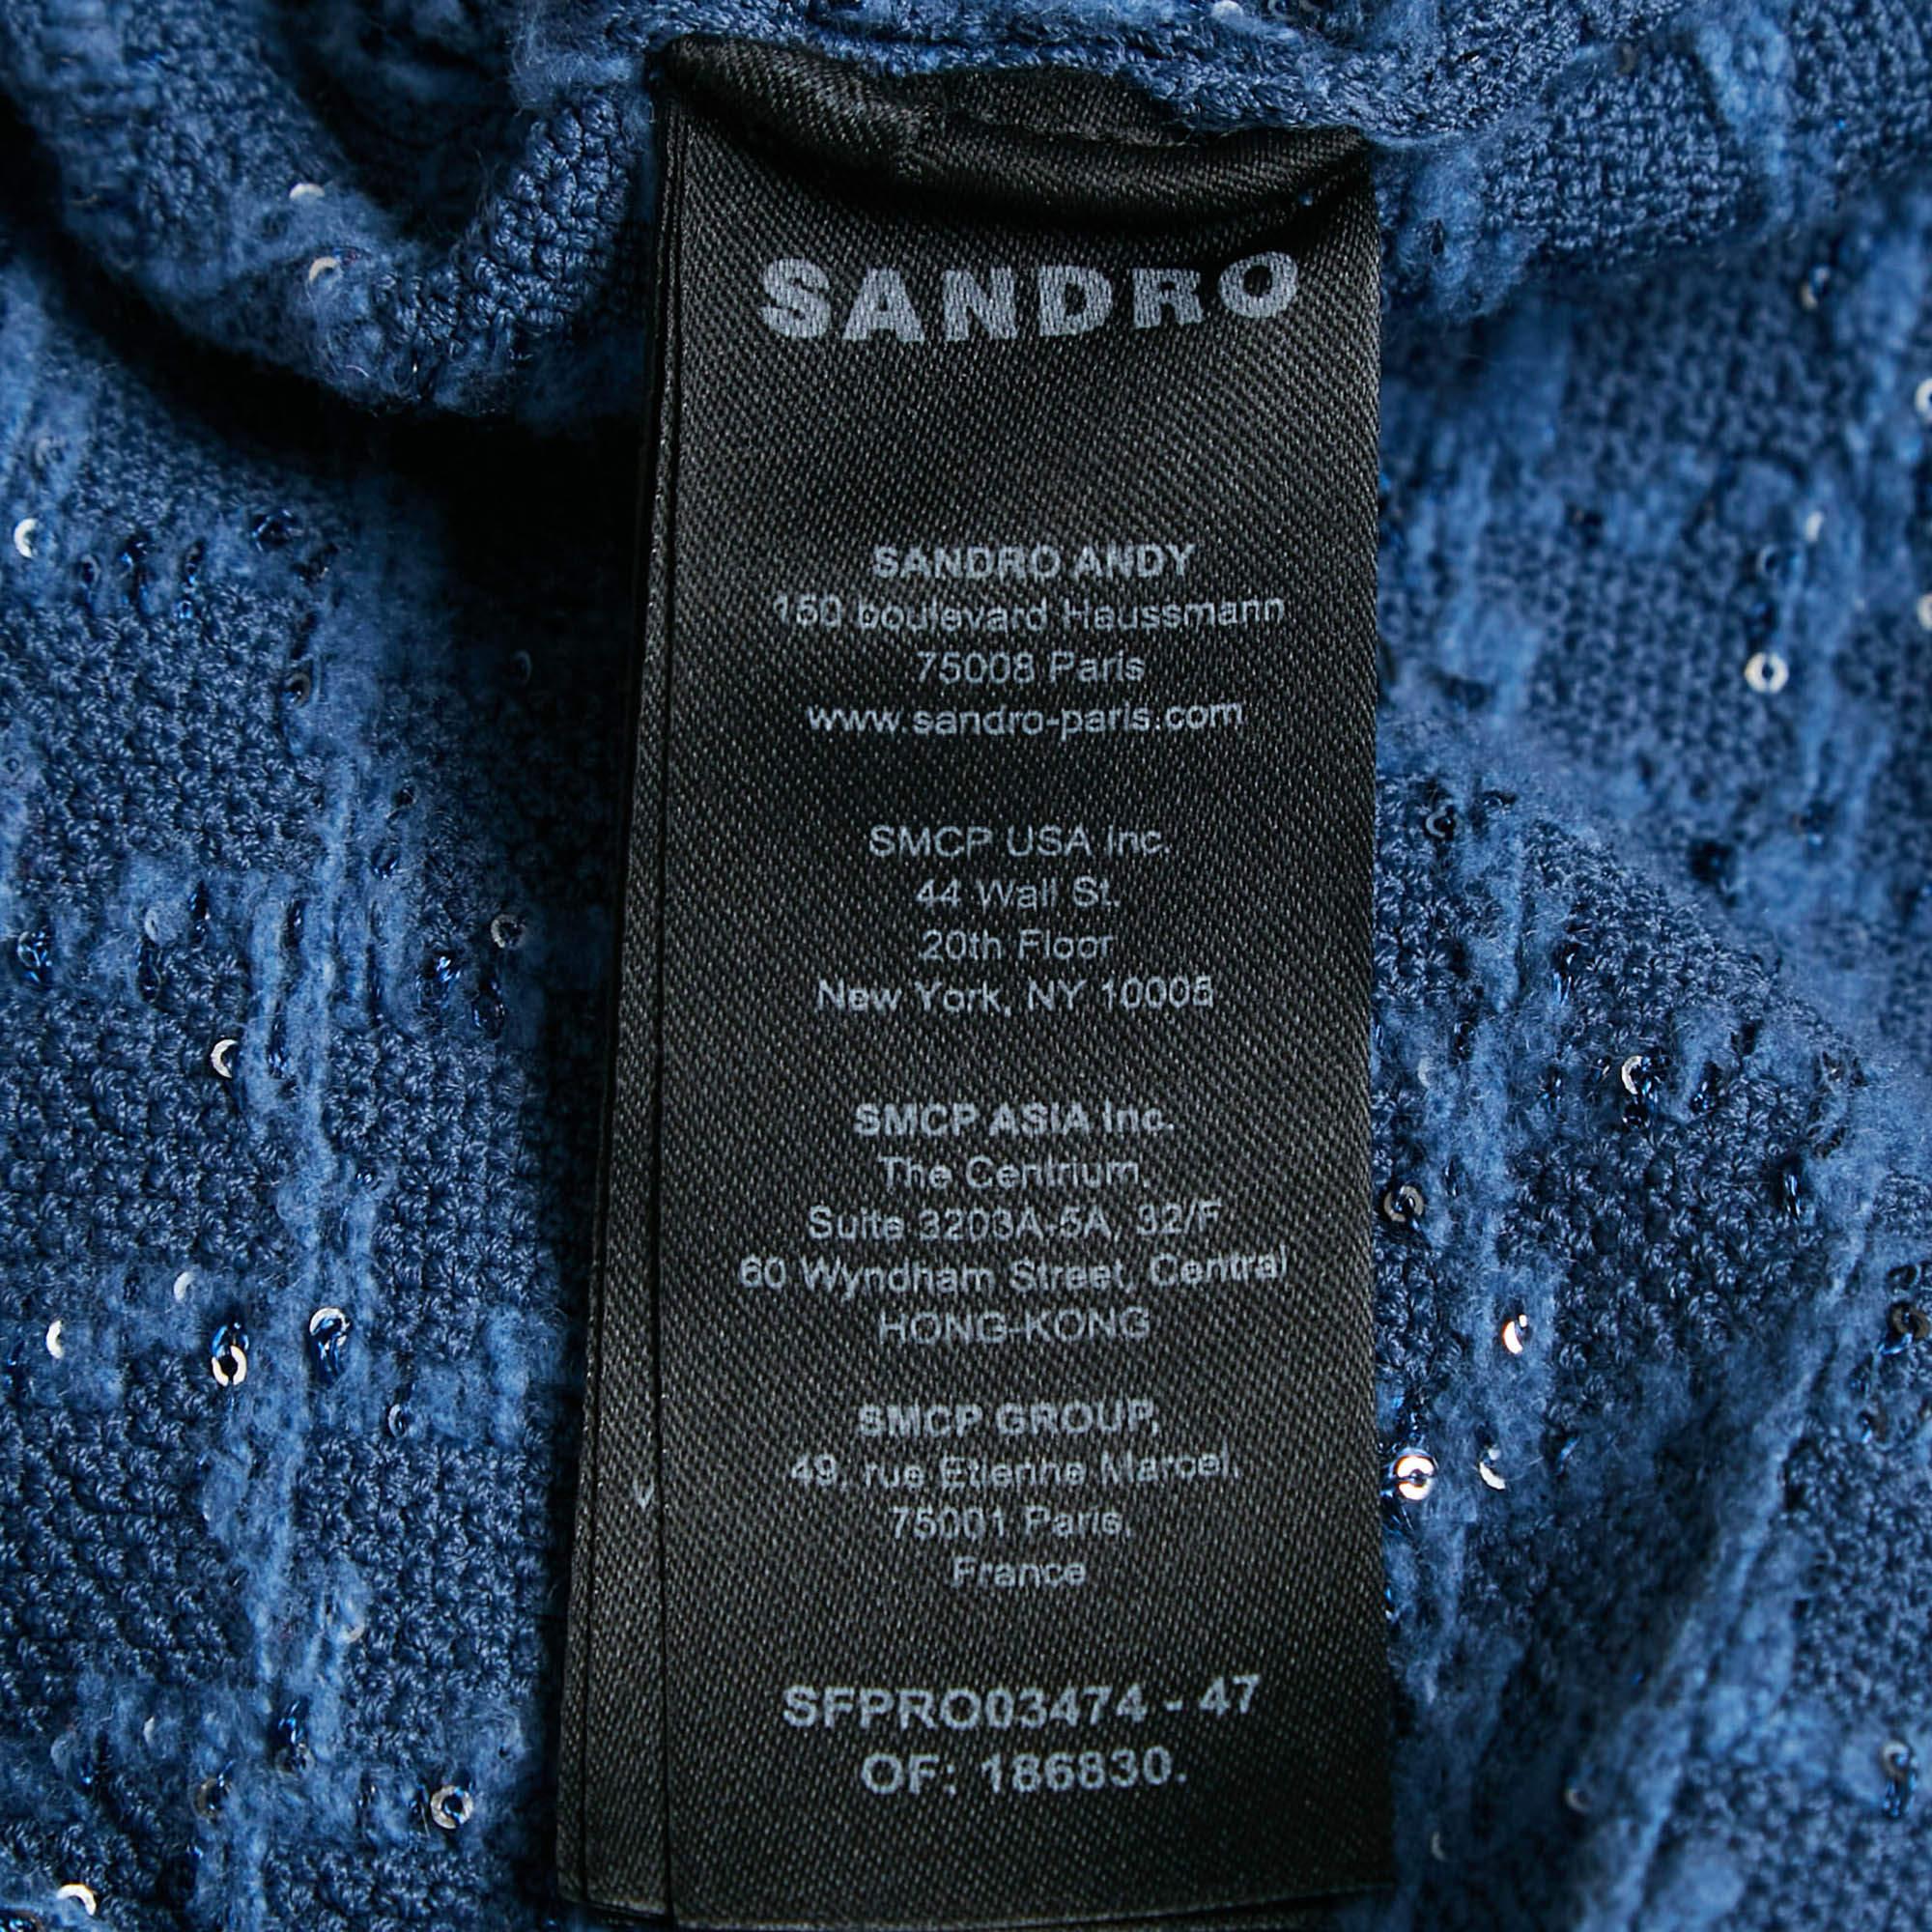 SANDRO
SANDRO ANDY
150 boulevard Haussmann
75008 Paris
www.sandro-paris.com
SMCP USA Inc.
44 Wall St.
20th Floor
New York, NY 10005
SMCP ASIA Inc.
The Centrium,
Suite 3203A-5A, 32/F
60 Wyndham Street, Central
HONG-KONG
SMCP GROUP,
49, rue Etienne Marcel,
75001 Paris,
France
SFPRO03474 - 47
OF: 186830.